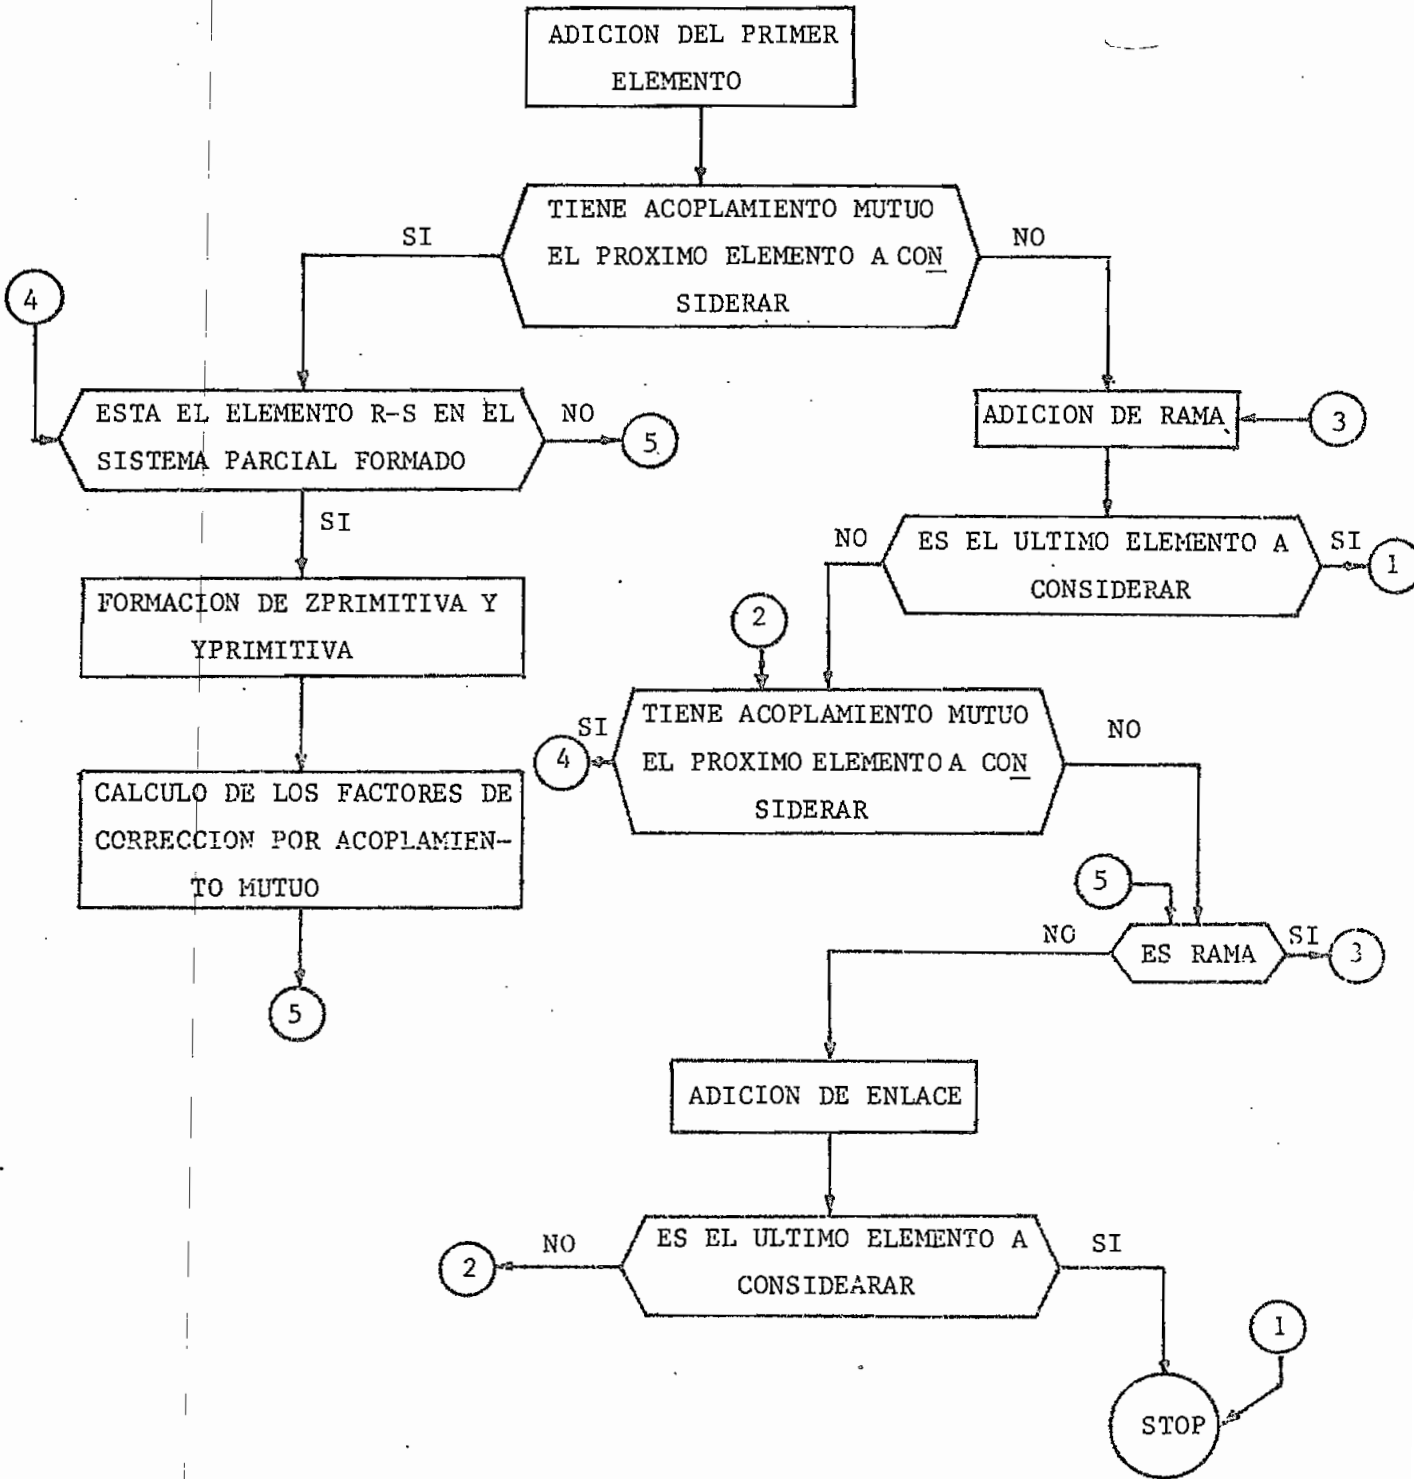 ADICION DEL PRIMER
ELEMENTO
TIENE ACOPLAMIENTO MUTUO
EL PROXIMO ELEMENTO A CON
SIDERAR
SI
NO
4
ESTA EL ELEMENTO R-S EN EL
SISTEMA PARCIAL FORMADO
NO
5
SI
ADICION DE RAMA
3
ES EL ULTIMO ELEMENTO A
CONSIDERAR
NO
SI
1
FORMACION DE ZPRIMITIVA Y
YPRIMITIVA
2
TIENE ACOPLAMIENTO MUTUO
EL PROXIMO ELEMENTO A CON
SIDERAR
SI
4
NO
CALCULO DE LOS FACTORES DE
CORRECCION POR ACOPLAMIEN-
TO MUTUO
5
5
ES RAMA
NO
SI
3
ADICION DE ENLACE
ES EL ULTIMO ELEMENTO A
CONSIDEARAR
NO
2
SI
1
STOP